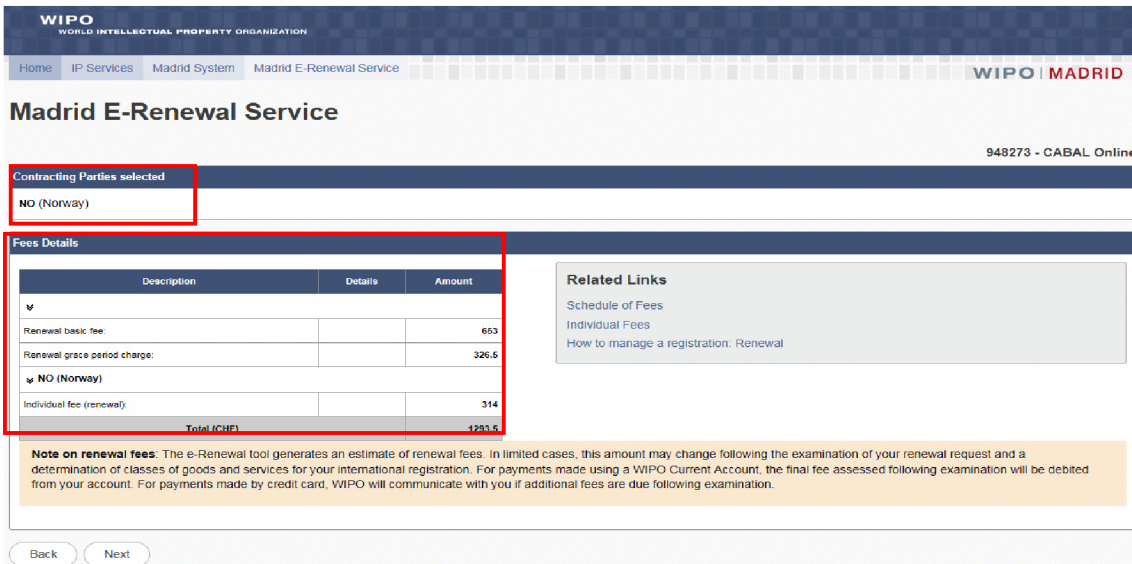 WIPO
WORLD INTELLECTUAL PROPERTY ORGANIZATION
Home IP Services Madrid System Madrid E-Renewal Service
WIPO | MADRID
Madrid E-Renewal Service
948273 - CABAL Online
Contracting Parties selected
NO (Norway)
Fees Details
Description Details Amount
Renewal basic fee: 653
Renewal grace period charge: 326.5
NO (Norway)
Individual fee (renewal): 314
Total (CHF) 1293.5
Related Links
Schedule of Fees
Individual Fees
How to manage a registration: Renewal
Note on renewal fees: The e-Renewal tool generates an estimate of renewal fees. In limited cases, this amount may change following the examination of your renewal request and a
determination of classes of goods and services for your international registration. For payments made using a WIPO Current Account, the final fee assessed following examination will be debited
from your account. For payments made by credit card, WIPO will communicate with you if additional fees are due following examination.
Back Next